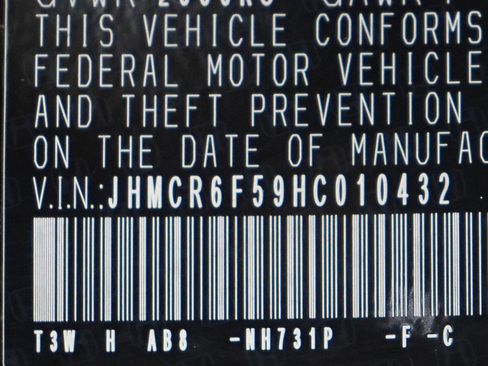 THIS VEHICLE CONFORMS
FEDERAL MOTOR VEHICLE
AND THEFT PREVENTION
ON THE DATE OF MANUFAC
V.I.N.:JHMCR6F59HC010432
T3W H AB8 -NH731P -F -C